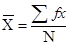 X̅ = ∑ fx / N